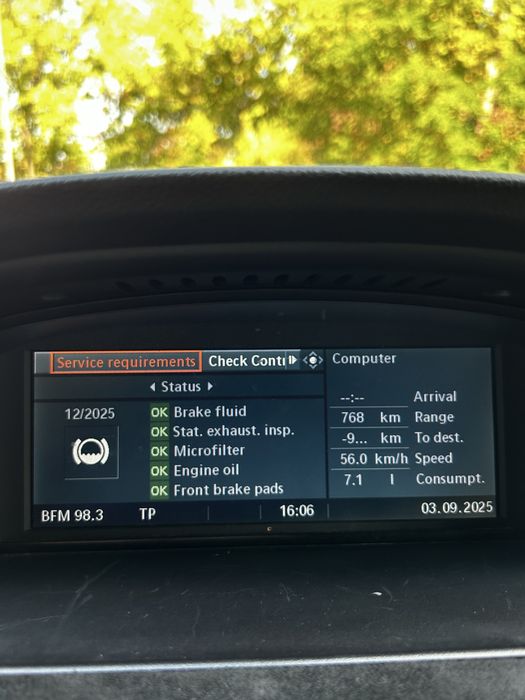 Service requirements Check Conti
Status
12/2025
OK Brake fluid
OK Stat. exhaust. insp.
OK Microfilter
OK Engine oil
OK Front brake pads
Computer
--:-- Arrival
768 km Range
-9... km To dest.
56.0 km/h Speed
7.1 l Consumpt.
BFM 98.3 TP 16:06 03.09.2025